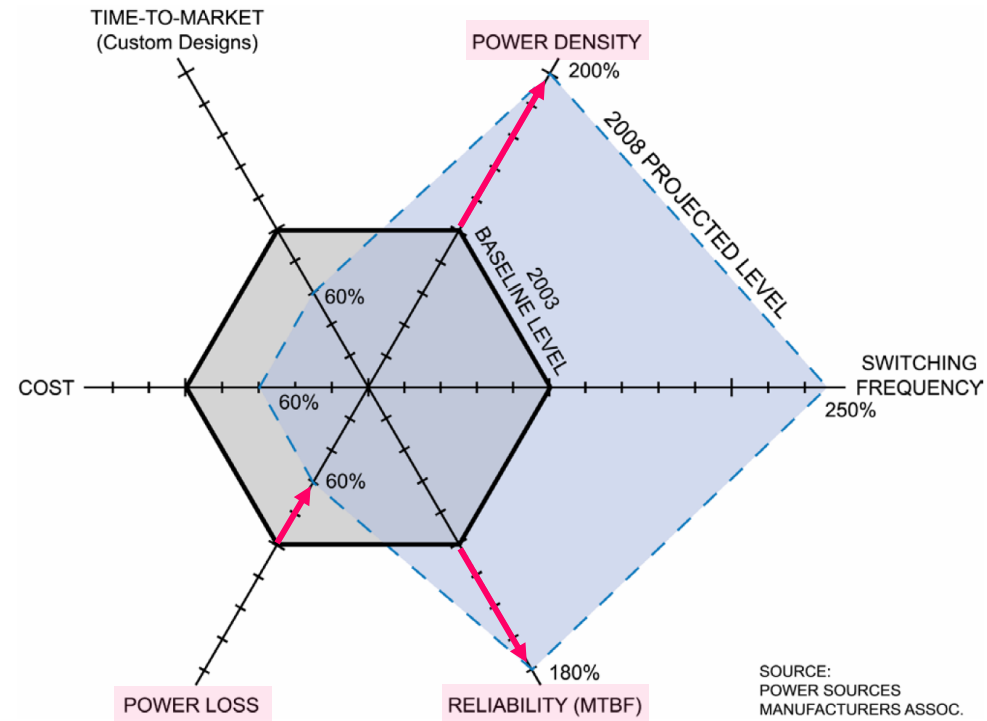 TIME-TO-MARKET
(Custom Designs)
POWER DENSITY
200%
2008 PROJECTED LEVEL
2003
BASELINE LEVEL
60%
COST
60%
SWITCHING
FREQUENCY
250%
60%
180%
POWER LOSS
RELIABILITY (MTBF)
SOURCE:
POWER SOURCES
MANUFACTURERS ASSOC.